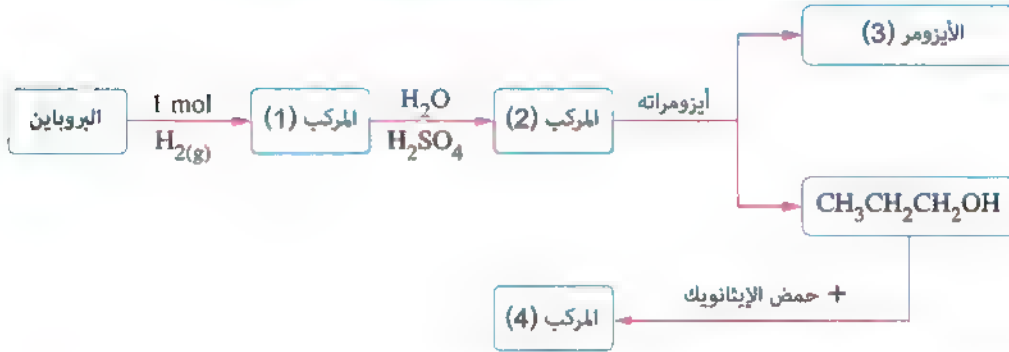 الأيزومر (3)
البروباين
1 mol
H2(g)
المركب (1)
H2O
H2SO4
المركب (2)
أيزومراته
CH3CH2CH2OH
+ حمض الإيثانويك
المركب (4)